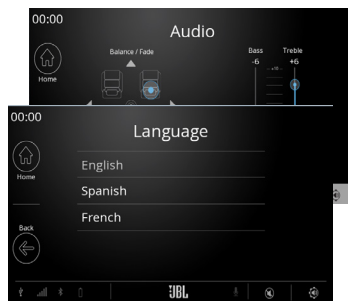 00:00
Audio
Balance / Fade
Bass
Treble
-6
+6
+10
Home
00:00
Language
Home
English
Spanish
French
Back
JBL